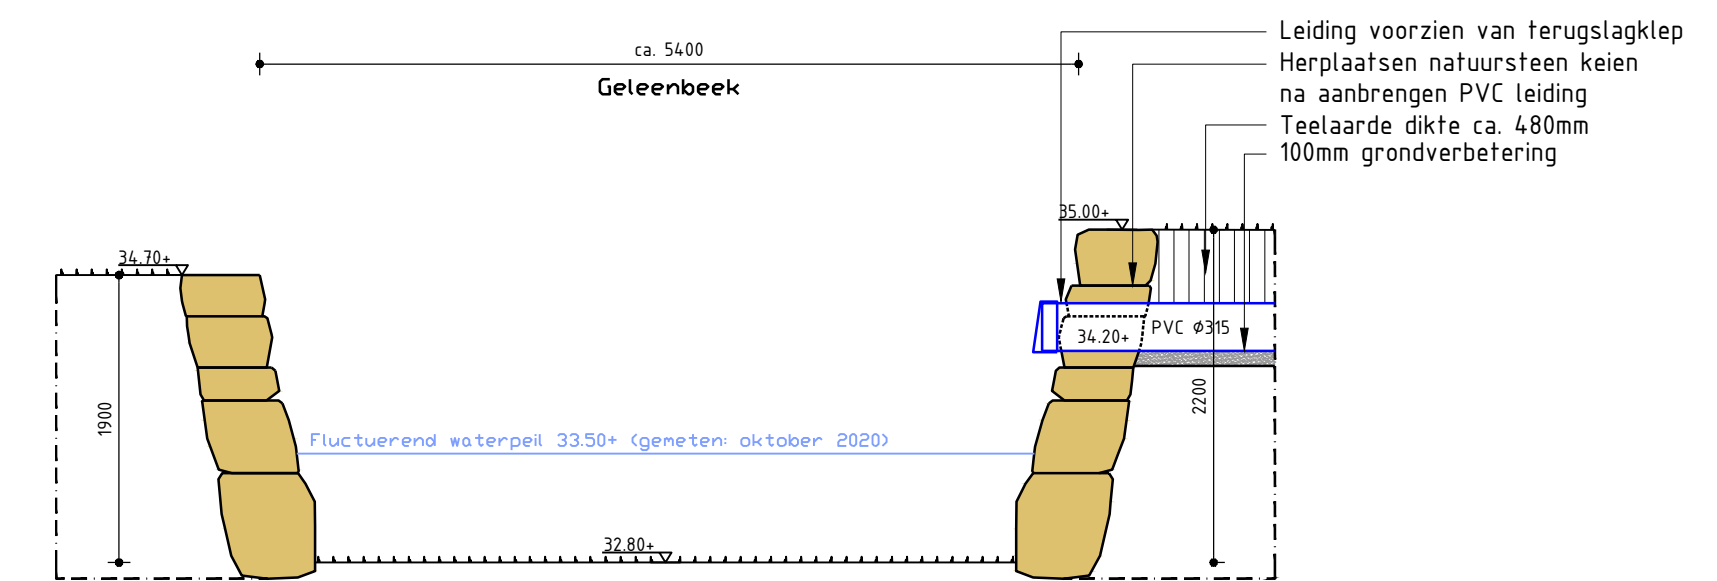 Leiding voorzien van terugslagklep
ca. 5400
Herplaatsen natuursteen keien
Geleenbeek
na aanbrengen PVC leiding
Teelaarde dikte ca. 480mm
100mm grondverbetering
35.00+
34.70+
PVC Ø315
34.20+
2200
1900
Fluctuerend waterpeil 33.50+ (gemeten: oktober 2020)
32.80+